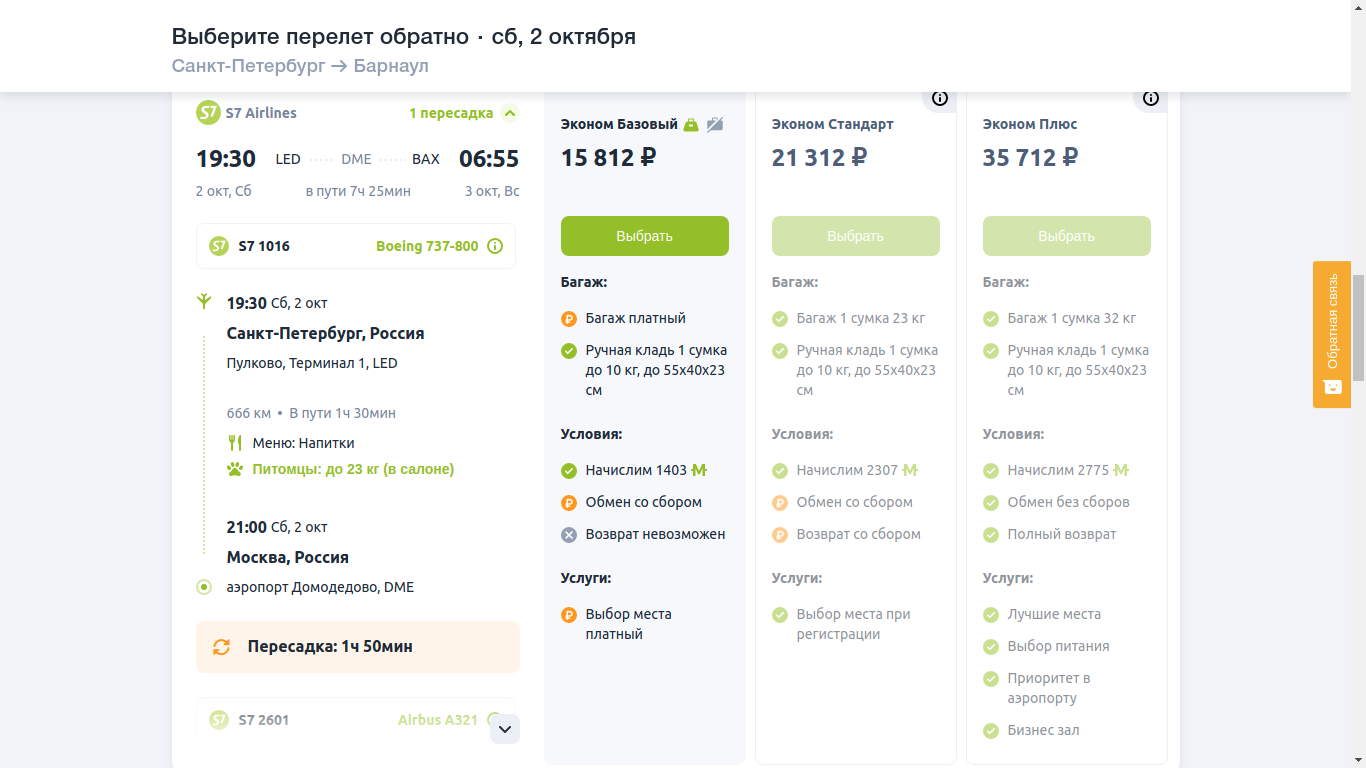 Выберите перелет обратно · сб, 2 октября
Санкт-Петербург → Барнаул
S7 S7 Airlines
1 пересадка
19:30 LED DME BAX 06:55
2 окт, Сб в пути 7ч 25мин 3 окт, Вс
S7 S7 1016 Boeing 737-800
19:30 Сб, 2 окт
Санкт-Петербург, Россия
Пулково, Терминал 1, LED
666 км • В пути 1ч 30мин
Меню: Напитки
Питомцы: до 23 кг (в салоне)
21:00 Сб, 2 окт
Москва, Россия
аэропорт Домодедово, DME
Пересадка: 1ч 50мин
S7 S7 2601 Airbus A321
Эконом Базовый
15 812 ₽
Выбрать
Багаж:
Багаж платный
Ручная кладь 1 сумка
до 10 кг, до 55x40x23
см
Условия:
Начислим 1403 М
Обмен со сбором
Возврат невозможен
Услуги:
Выбор места
платный
Эконом Стандарт
21 312 ₽
Выбрать
Багаж:
Багаж 1 сумка 23 кг
Ручная кладь 1 сумка
до 10 кг, до 55x40x23
см
Условия:
Начислим 2307 М
Обмен со сбором
Возврат со сбором
Услуги:
Выбор места при
регистрации
Эконом Плюс
35 712 ₽
Выбрать
Багаж:
Багаж 1 сумка 32 кг
Ручная кладь 1 сумка
до 10 кг, до 55x40x23
см
Условия:
Начислим 2775 М
Обмен без сборов
Полный возврат
Услуги:
Лучшие места
Выбор питания
Приоритет в
аэропорту
Бизнес зал
Обратная связь